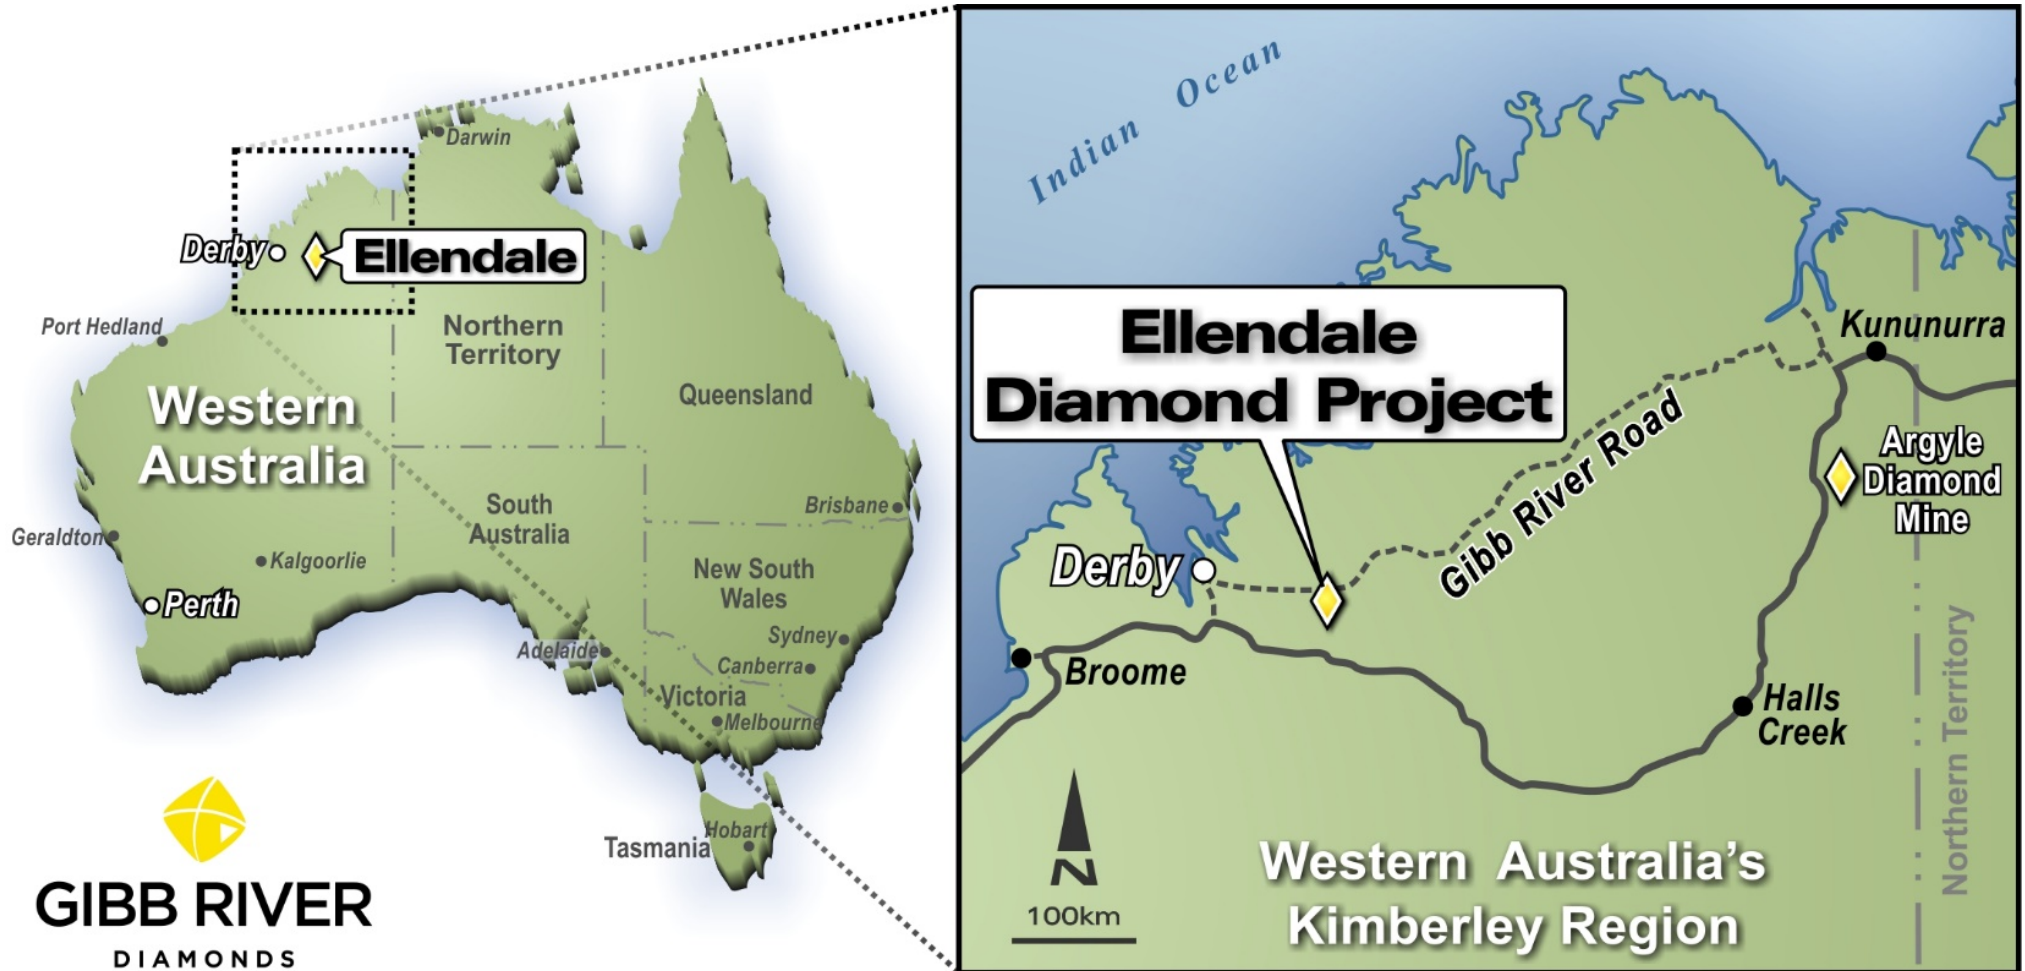 Darwin
Derby
Ellendale
Port Hedland
Northern
Territory
Western
Australia
Queensland
South
Australia
Brisbane
Geraldton
Kalgoorlie
New South
Wales
Perth
Sydney
Adelaide
Canberra
Victoria
Melbourne
Hobart
Tasmania
GIBB RIVER
DIAMONDS
Indian Ocean
Ellendale
Diamond Project
Kununurra
Gibb River Road
Argyle
Diamond
Mine
Derby
Broome
Halls
Creek
Northern Territory
N
100km
Western Australia's
Kimberley Region